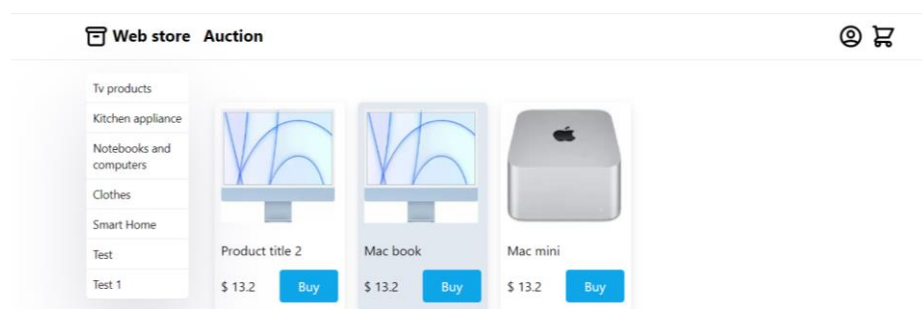 Web store Auction
Tv products
Kitchen appliance
Notebooks and
computers
Clothes
Smart Home
Test
Test 1
Product title 2
$ 13.2 Buy
Mac book
$ 13.2 Buy
Mac mini
$ 13.2 Buy